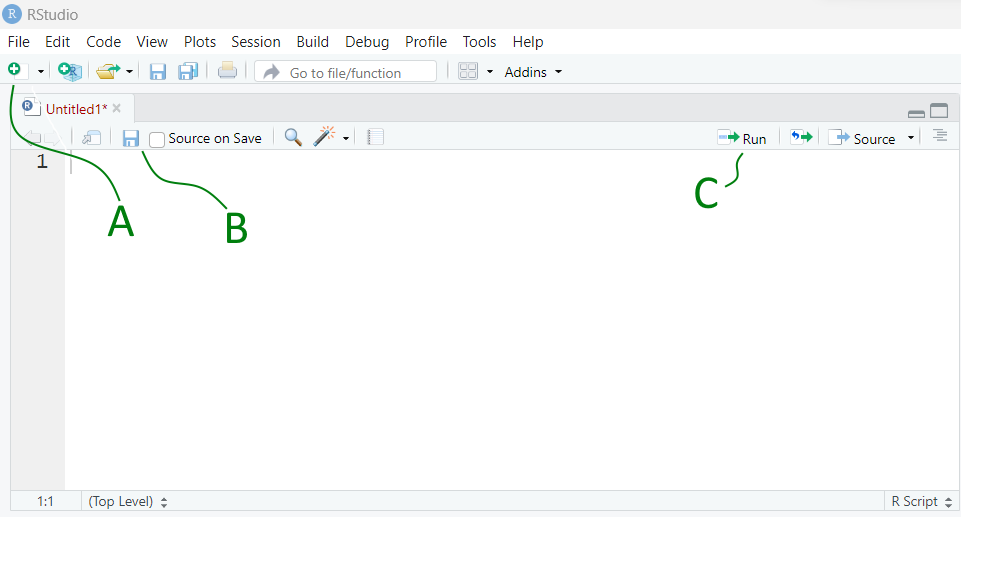 R RStudio
File Edit Code View Plots Session Build Debug Profile Tools Help
R Go to file/function Addins
R Untitled1*
Source on Save Run Source
1
A B C
1:1 (Top Level) R Script